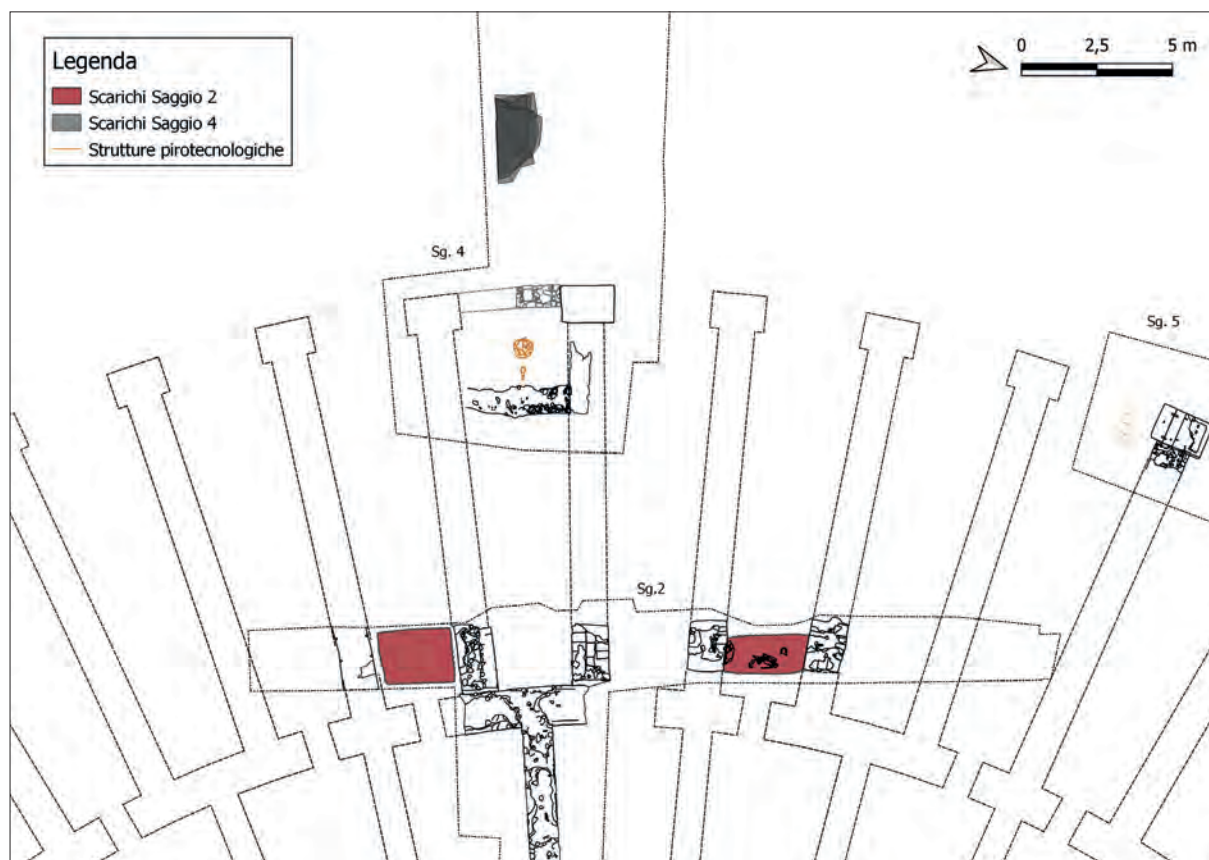 Legenda
Scarichi Saggio 2
Scarichi Saggio 4
Strutture pirotecnologiche
0 2,5 5 m
Sg. 4
Sg. 5
Sg.2